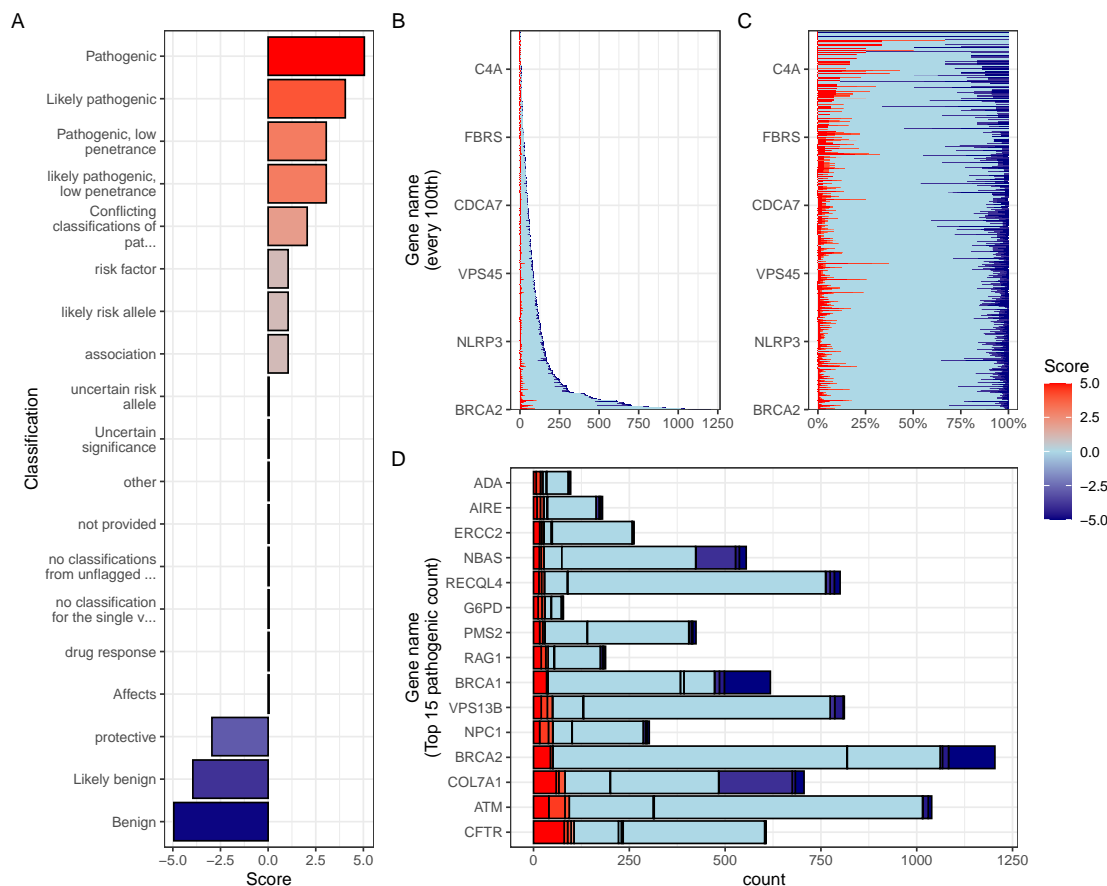 A
Classification
Pathogenic
Likely pathogenic
Pathogenic, low
penetrance
likely pathogenic,
low penetrance
Conflicting
classifications of
pat...
risk factor
likely risk allele
association
uncertain risk
allele
Uncertain
significance
other
not provided
no classifications
from unflagged ...
no classification
for the single v...
drug response
Affects
protective
Likely benign
Benign
−5.0 −2.5 0.0 2.5 5.0
Score
B
Gene name
(every 100th)
C4A
FBRS
CDCA7
VPS45
NLRP3
BRCA2
0 250 500 750 1000 1250
C
C4A
FBRS
CDCA7
VPS45
NLRP3
BRCA2
0% 25% 50% 75% 100%
Score
5.0
2.5
0.0
−2.5
−5.0
D
Gene name
(Top 15 pathogenic count)
ADA
AIRE
ERCC2
NBAS
RECQL4
G6PD
PMS2
RAG1
BRCA1
VPS13B
NPC1
BRCA2
COL7A1
ATM
CFTR
0 250 500 750 1000 1250
count